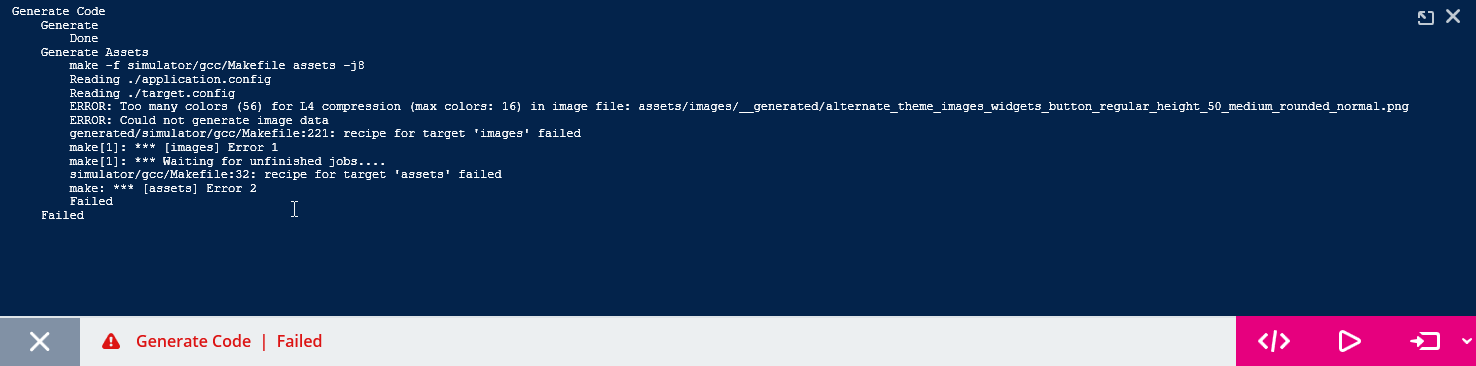 Generate Code
Generate
Done
Generate Assets
make -f simulator/gcc/Makefile assets -j8
Reading ./application.config
Reading ./target.config
ERROR: Too many colors (56) for L4 compression (max colors: 16) in image file: assets/images/__generated/alternate_theme_images_widgets_button_regular_height_50_medium_rounded_normal.png
ERROR: Could not generate image data
generated/simulator/gcc/Makefile:221: recipe for target 'images' failed
make[1]: *** [images] Error 1
make[1]: *** Waiting for unfinished jobs....
simulator/gcc/Makefile:32: recipe for target 'assets' failed
make: *** [assets] Error 2
Failed
Failed
Generate Code | Failed